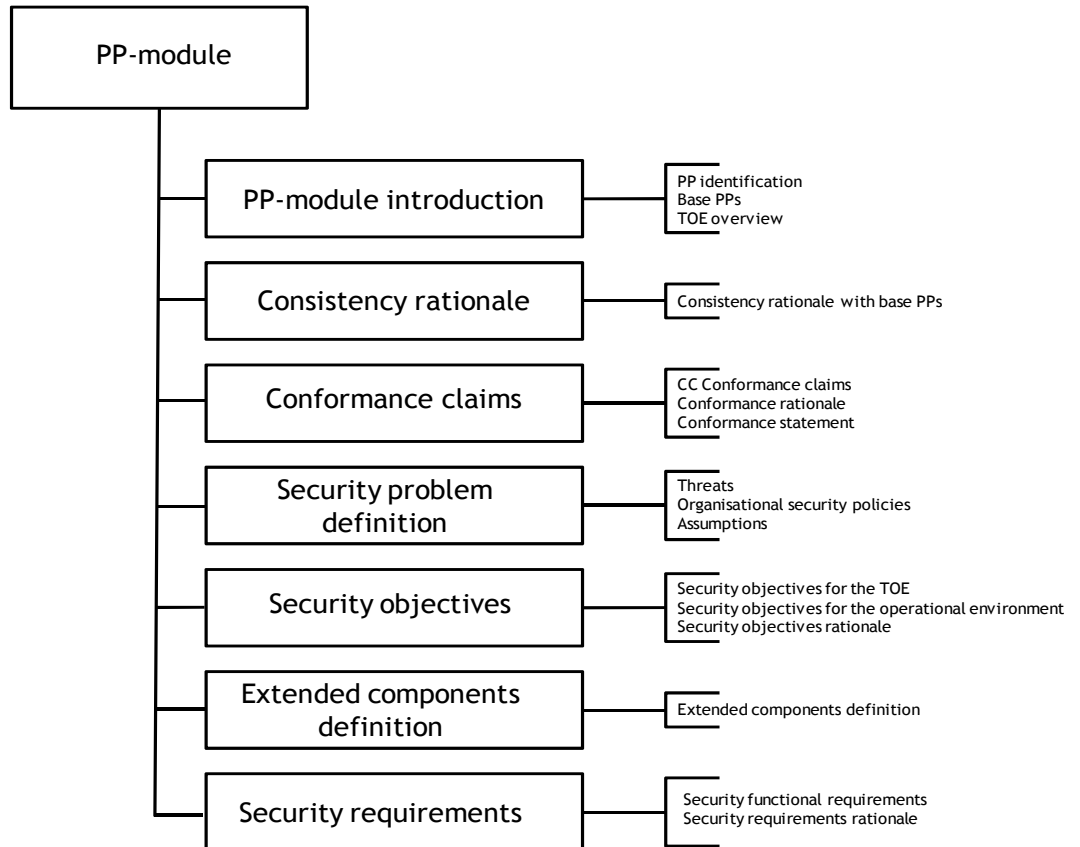 PP-module
PP-module introduction
PP identification
Base PPs
TOE overview
Consistency rationale
Consistency rationale with base PPs
Conformance claims
CC Conformance claims
Conformance rationale
Conformance statement
Security problem
definition
Threats
Organisational security policies
Assumptions
Security objectives
Security objectives for the TOE
Security objectives for the operational environment
Security objectives rationale
Extended components
definition
Extended components definition
Security requirements
Security functional requirements
Security requirements rationale